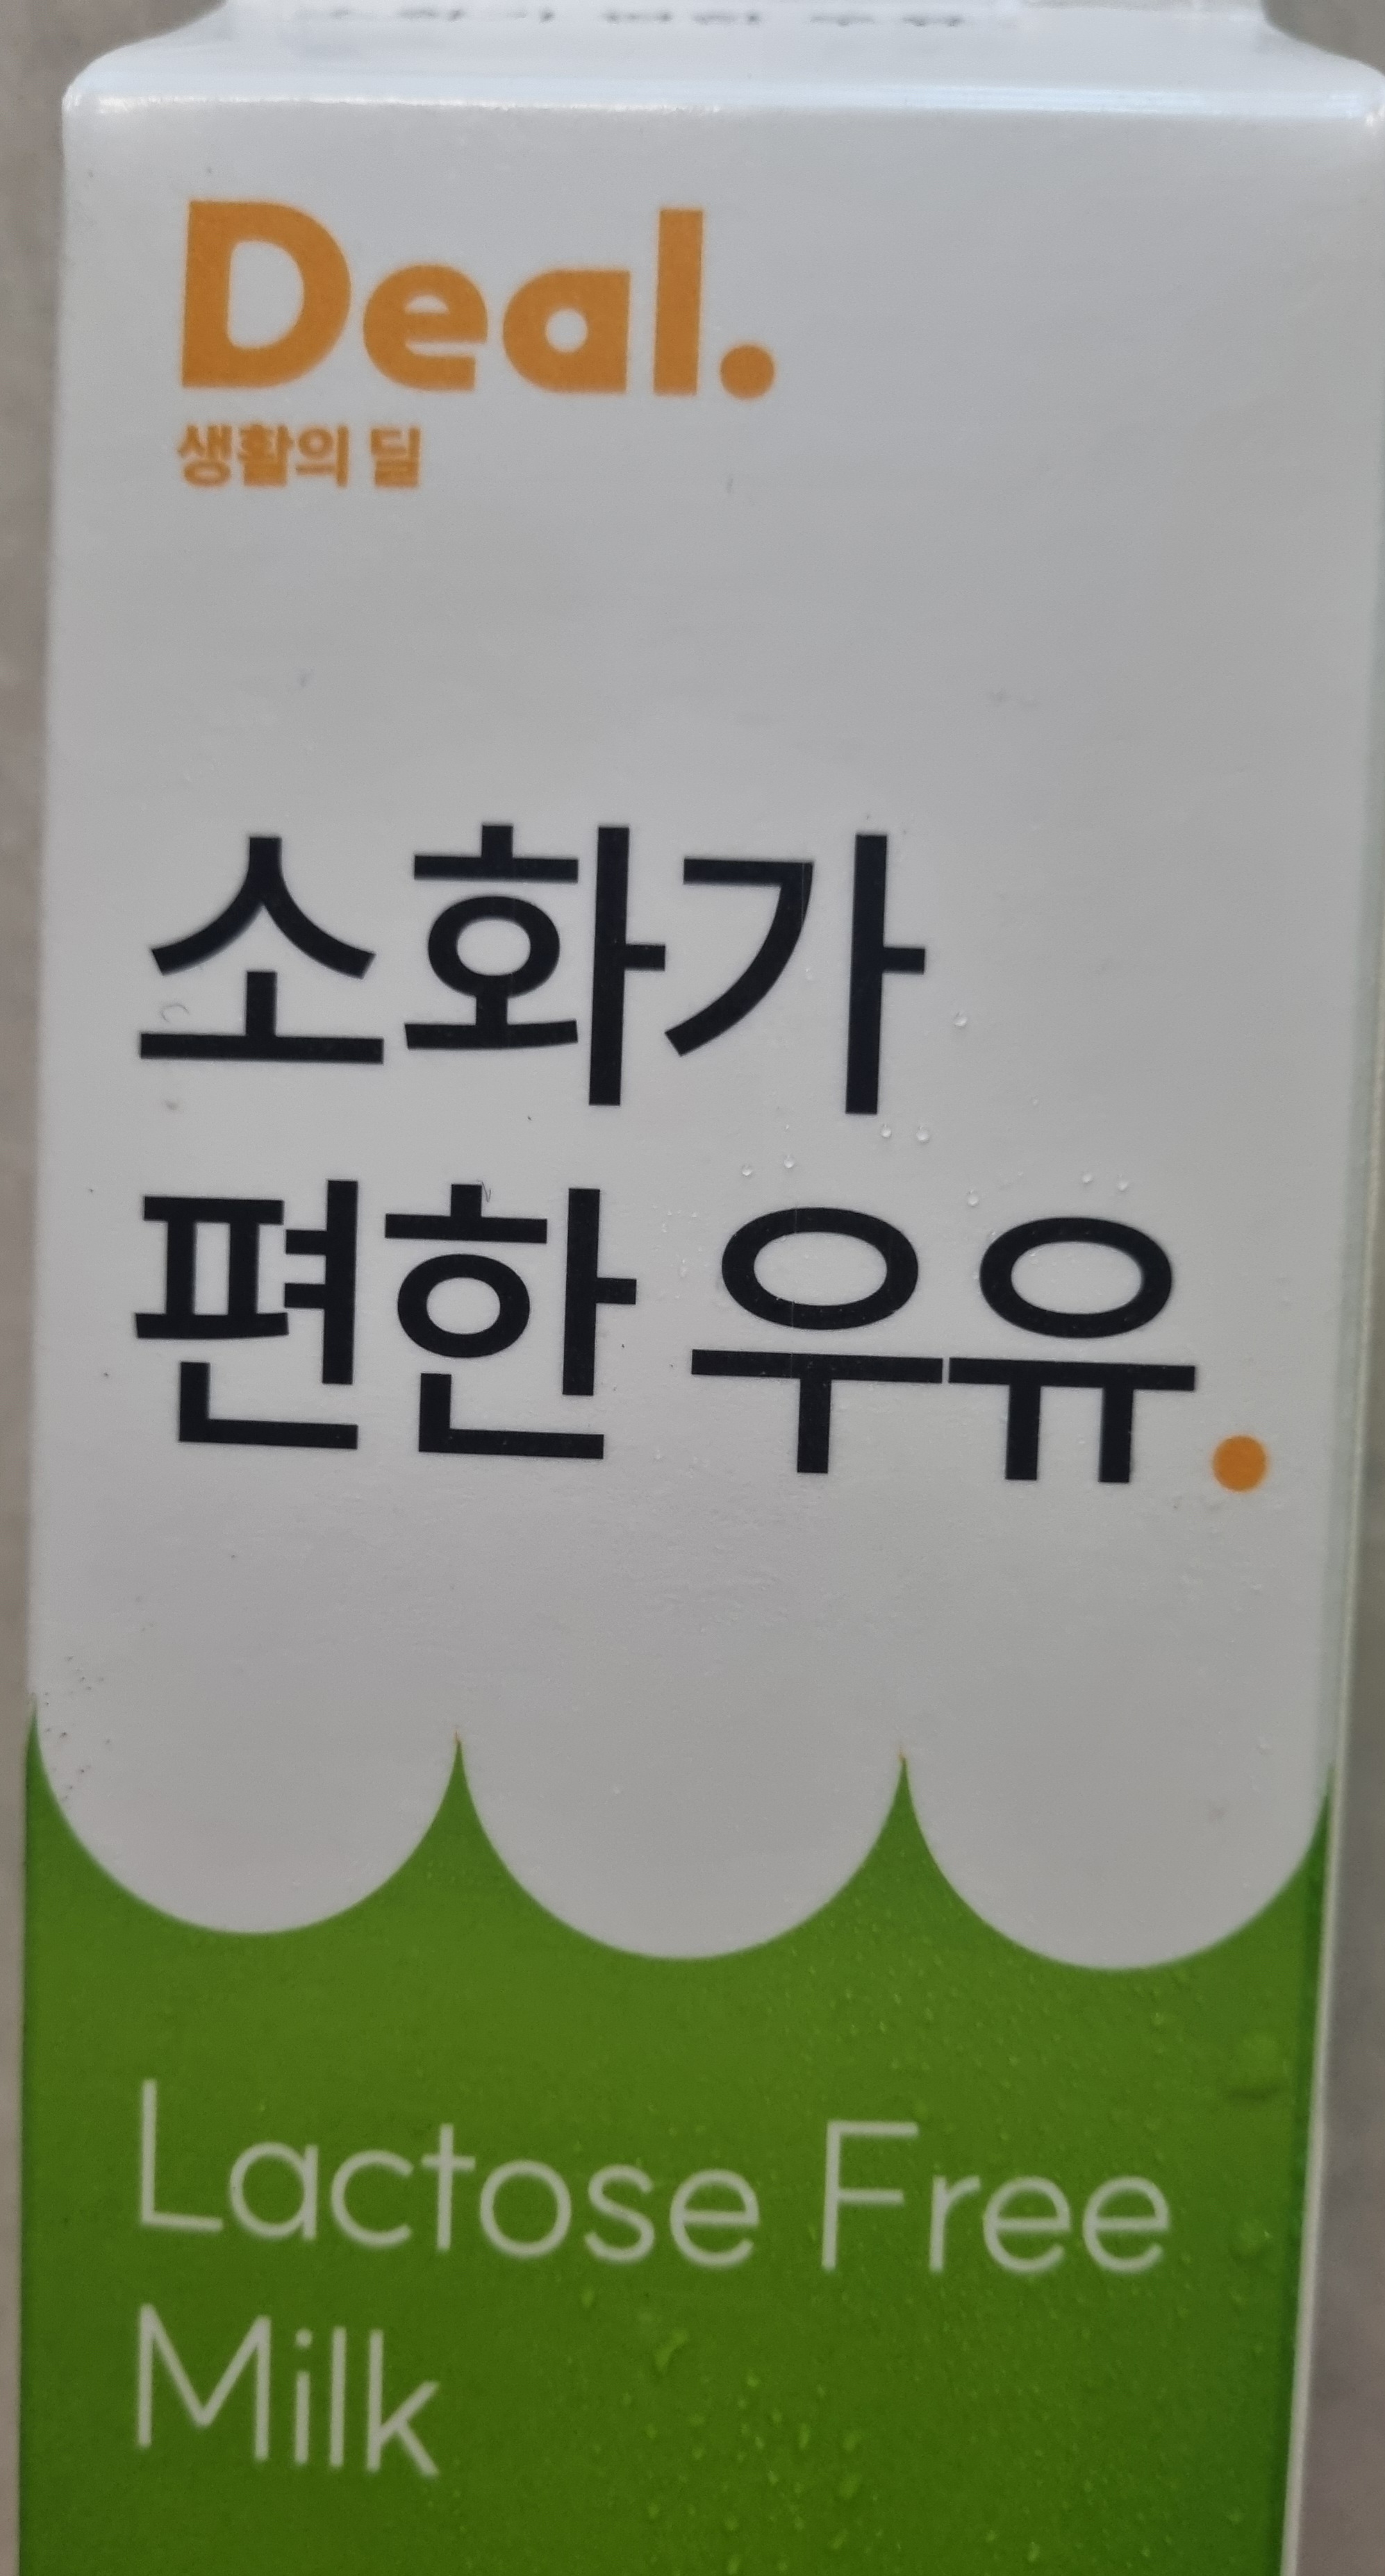 Deal.
생활의 딜
소화가
편한 우유.
Lactose Free
Milk